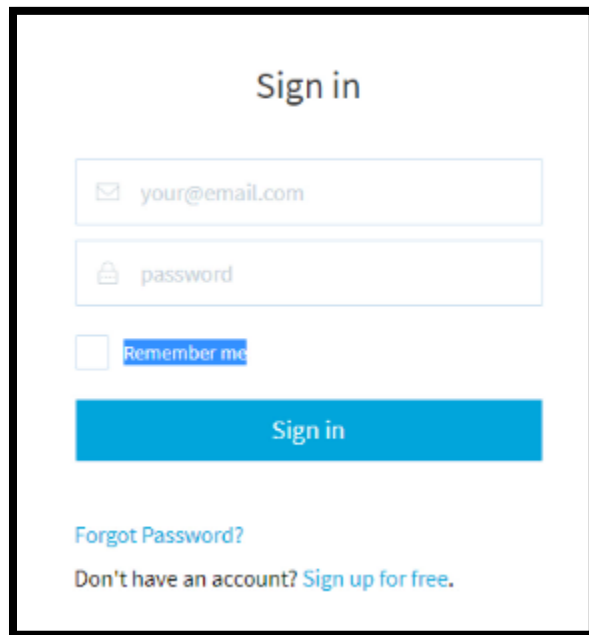 Sign in
your@email.com
password
Remember me
Sign in
Forgot Password?
Don't have an account? Sign up for free.